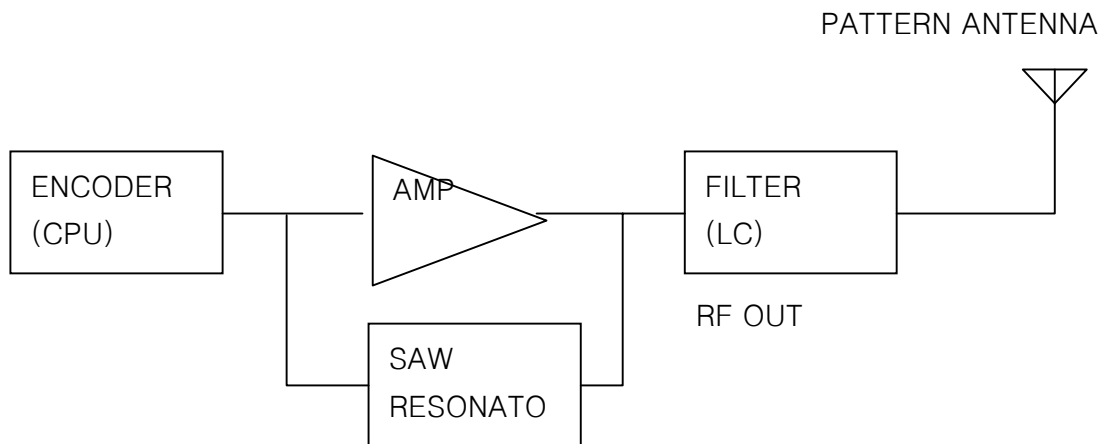 PATTERN ANTENNA
ENCODER
(CPU)
AMP
FILTER
(LC)
RF OUT
SAW
RESONATO